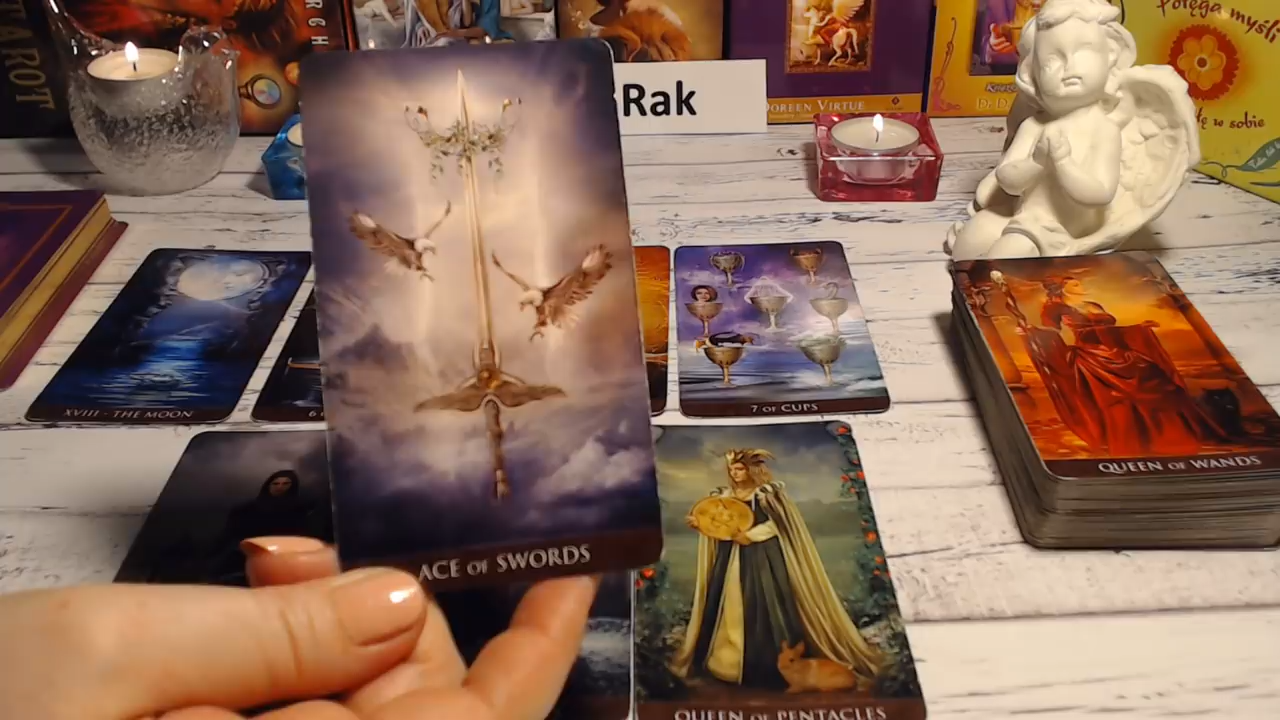 TAROT
Rak
DOREEN VIRTUE
Potęga myśli
w sobie
XVIII - THE MOON
7 OF CUPS
QUEEN OF WANDS
ACE OF SWORDS
QUEEN OF PENTACLES